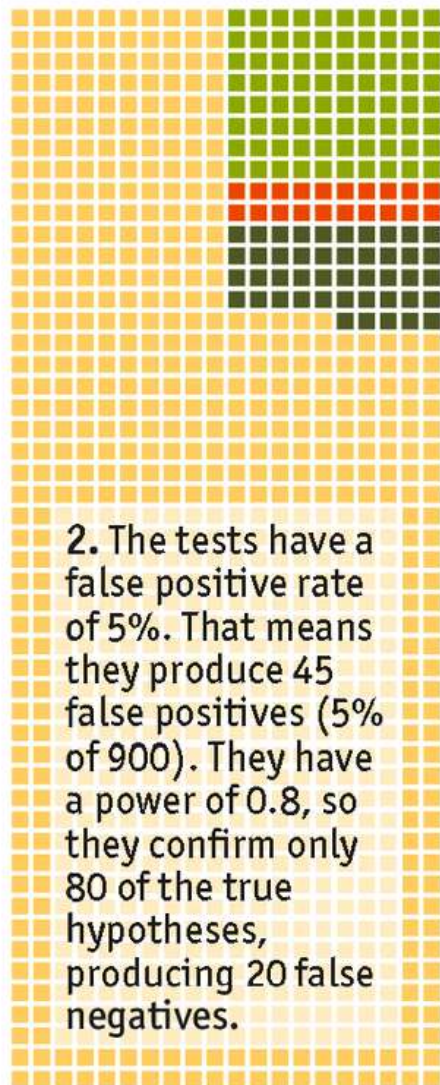 2. The tests have a
false positive rate
of 5%. That means
they produce 45
false positives (5%
of 900). They have
a power of 0.8, so
they confirm only
80 of the true
hypotheses,
producing 20 false
negatives.